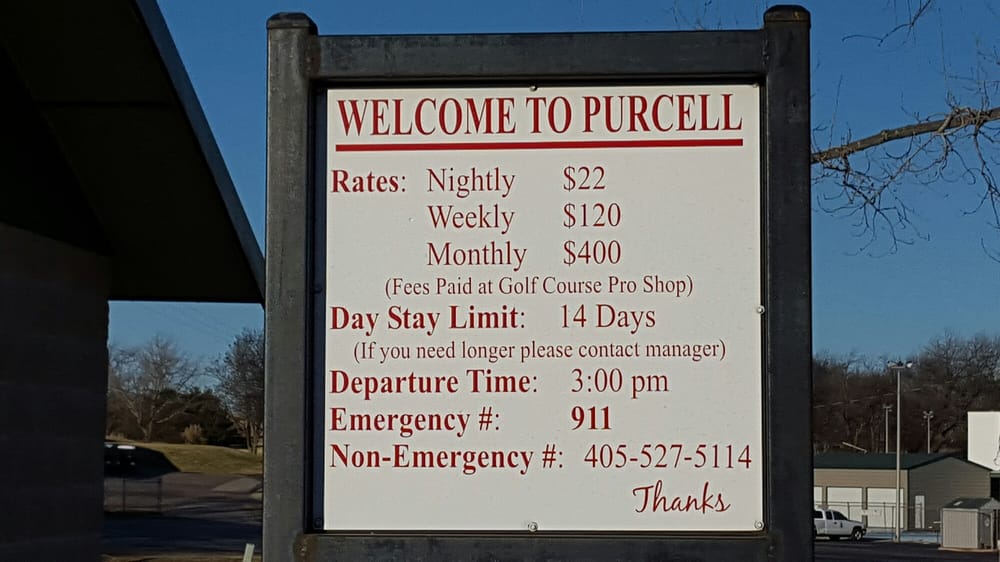 WELCOME TO PURCELL
Rates: Nightly $22
Weekly $120
Monthly $400
(Fees Paid at Golf Course Pro Shop)
Day Stay Limit: 14 Days
(If you need longer please contact manager)
Departure Time: 3:00 pm
Emergency #: 911
Non-Emergency #: 405-527-5114
Thanks